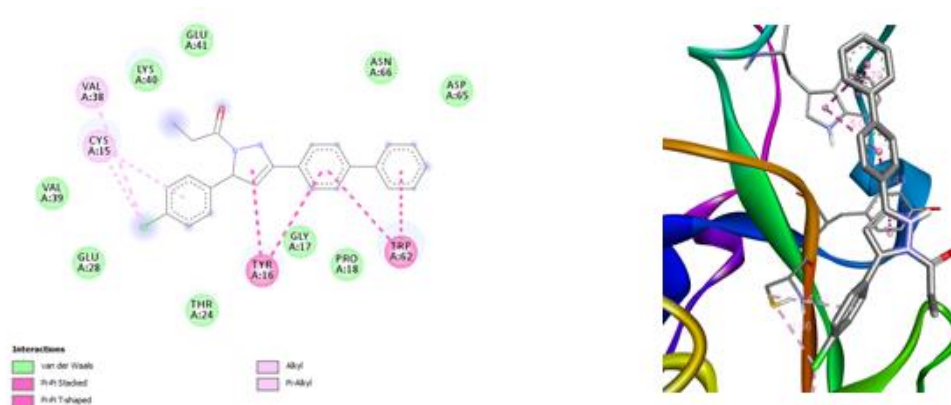 GLU
A:41
LYS
A:40
ASN
A:66
VAL
A:38
ASP
A:65
CYS
A:15
O
N
N
VAL
A:39
GLY
A:17
GLU
A:28
TYR
A:16
PRO
A:18
TRP
A:62
THR
A:24
Interactions
van der Waals
Pi-Pi Stacked
Pi-Pi T-shaped
Alkyl
Pi-Alkyl